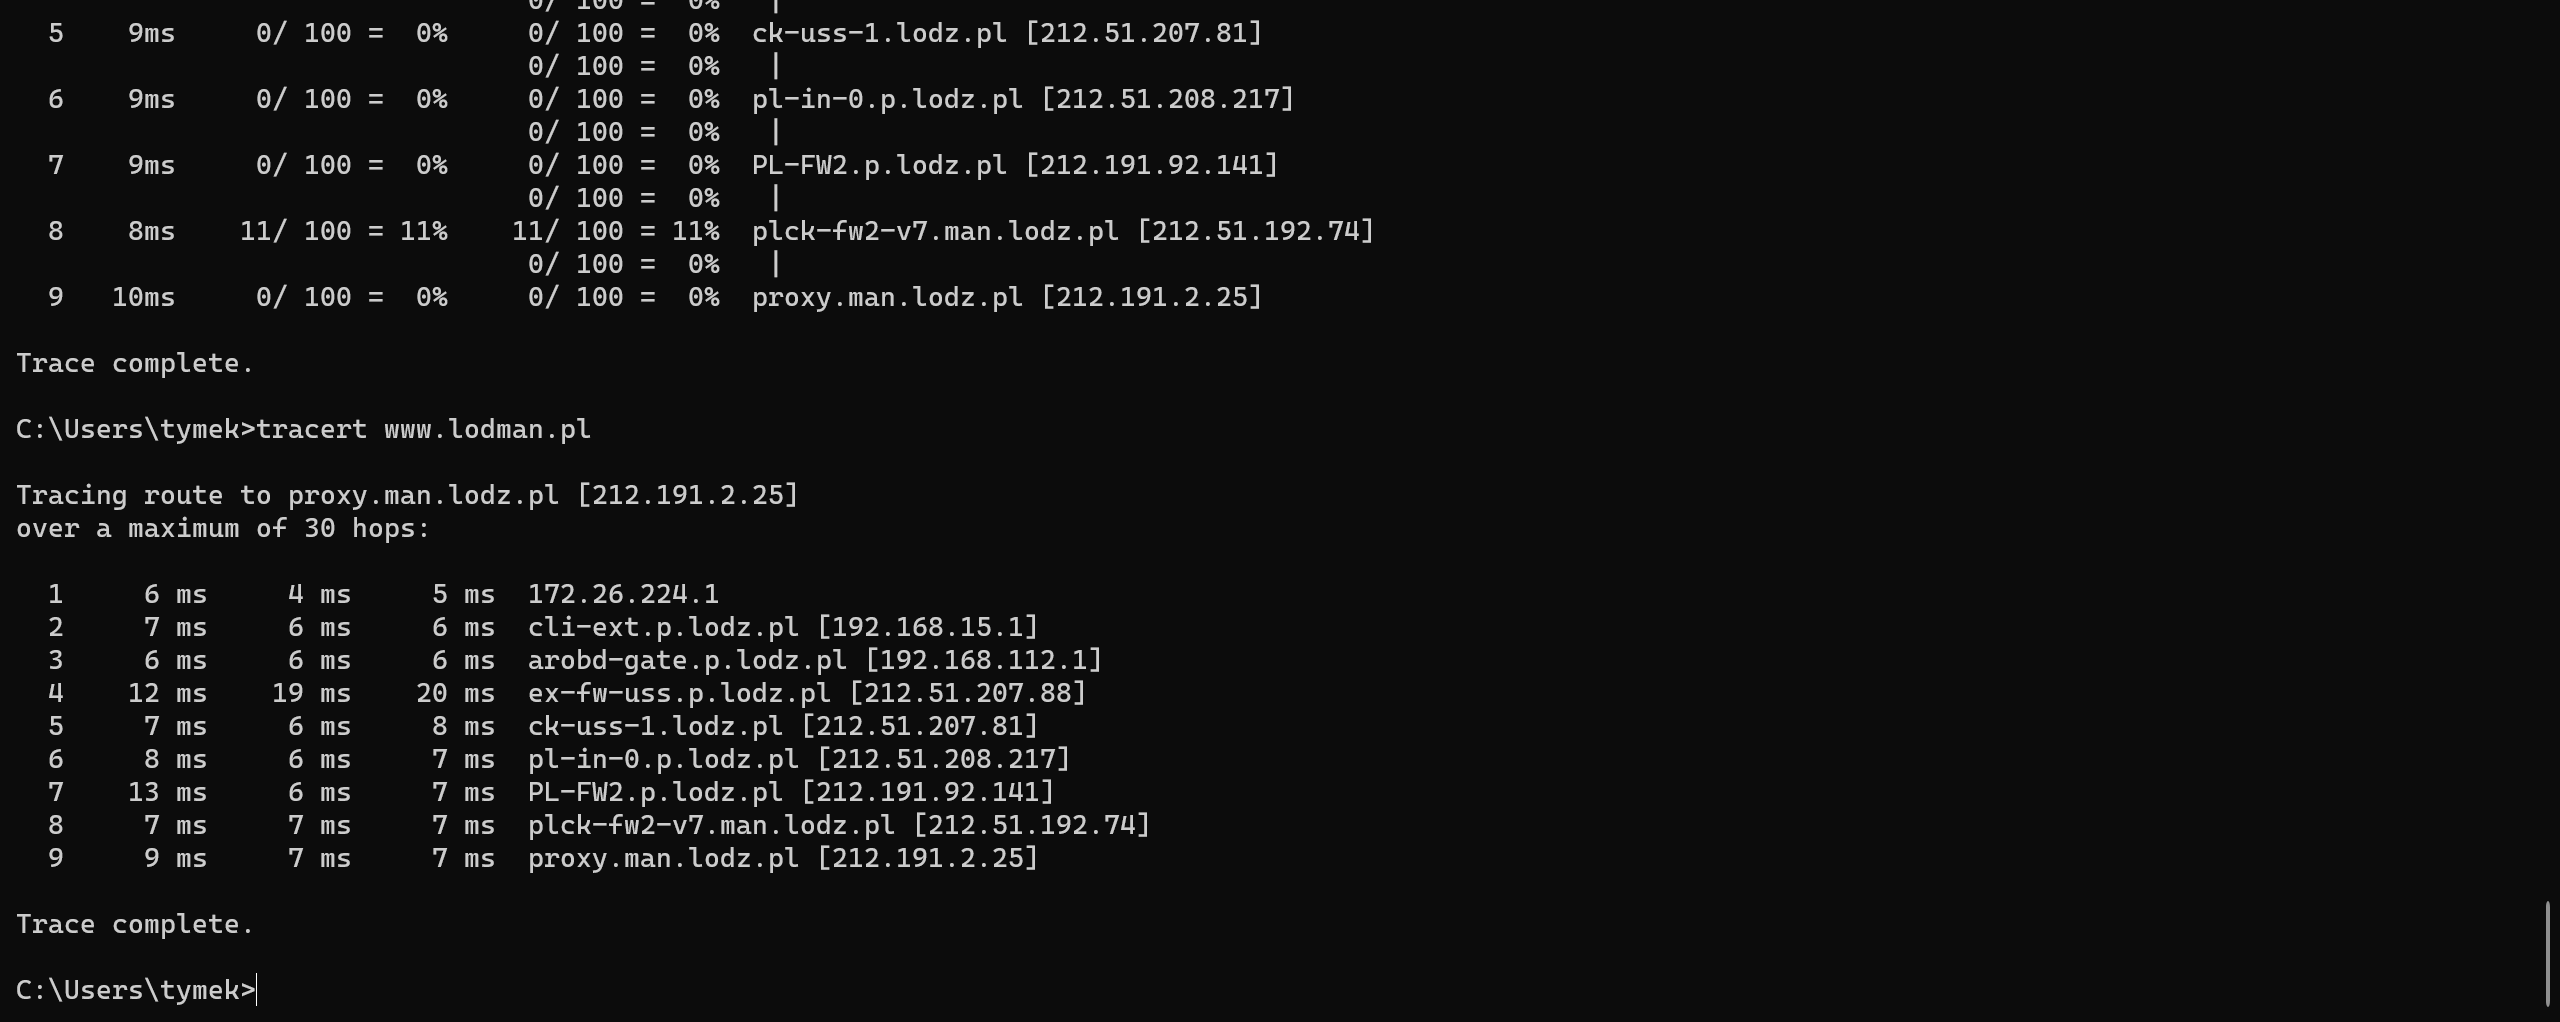 0/ 100 =  0%   |
  5    9ms     0/ 100 =  0%     0/ 100 =  0%  ck-uss-1.lodz.pl [212.51.207.81]
                                0/ 100 =  0%   |
  6    9ms     0/ 100 =  0%     0/ 100 =  0%  pl-in-0.p.lodz.pl [212.51.208.217]
                                0/ 100 =  0%   |
  7    9ms     0/ 100 =  0%     0/ 100 =  0%  PL-FW2.p.lodz.pl [212.191.92.141]
                                0/ 100 =  0%   |
  8    8ms    11/ 100 = 11%    11/ 100 = 11%  plck-fw2-v7.man.lodz.pl [212.51.192.74]
                                0/ 100 =  0%   |
  9   10ms     0/ 100 =  0%     0/ 100 =  0%  proxy.man.lodz.pl [212.191.2.25]

Trace complete.

C:\Users\tymek>tracert www.lodman.pl

Tracing route to proxy.man.lodz.pl [212.191.2.25]
over a maximum of 30 hops:

  1     6 ms     4 ms     5 ms  172.26.224.1
  2     7 ms     6 ms     6 ms  cli-ext.p.lodz.pl [192.168.15.1]
  3     6 ms     6 ms     6 ms  arobd-gate.p.lodz.pl [192.168.112.1]
  4    12 ms    19 ms    20 ms  ex-fw-uss.p.lodz.pl [212.51.207.88]
  5     7 ms     6 ms     8 ms  ck-uss-1.lodz.pl [212.51.207.81]
  6     8 ms     6 ms     7 ms  pl-in-0.p.lodz.pl [212.51.208.217]
  7    13 ms     6 ms     7 ms  PL-FW2.p.lodz.pl [212.191.92.141]
  8     7 ms     7 ms     7 ms  plck-fw2-v7.man.lodz.pl [212.51.192.74]
  9     9 ms     7 ms     7 ms  proxy.man.lodz.pl [212.191.2.25]

Trace complete.

C:\Users\tymek>